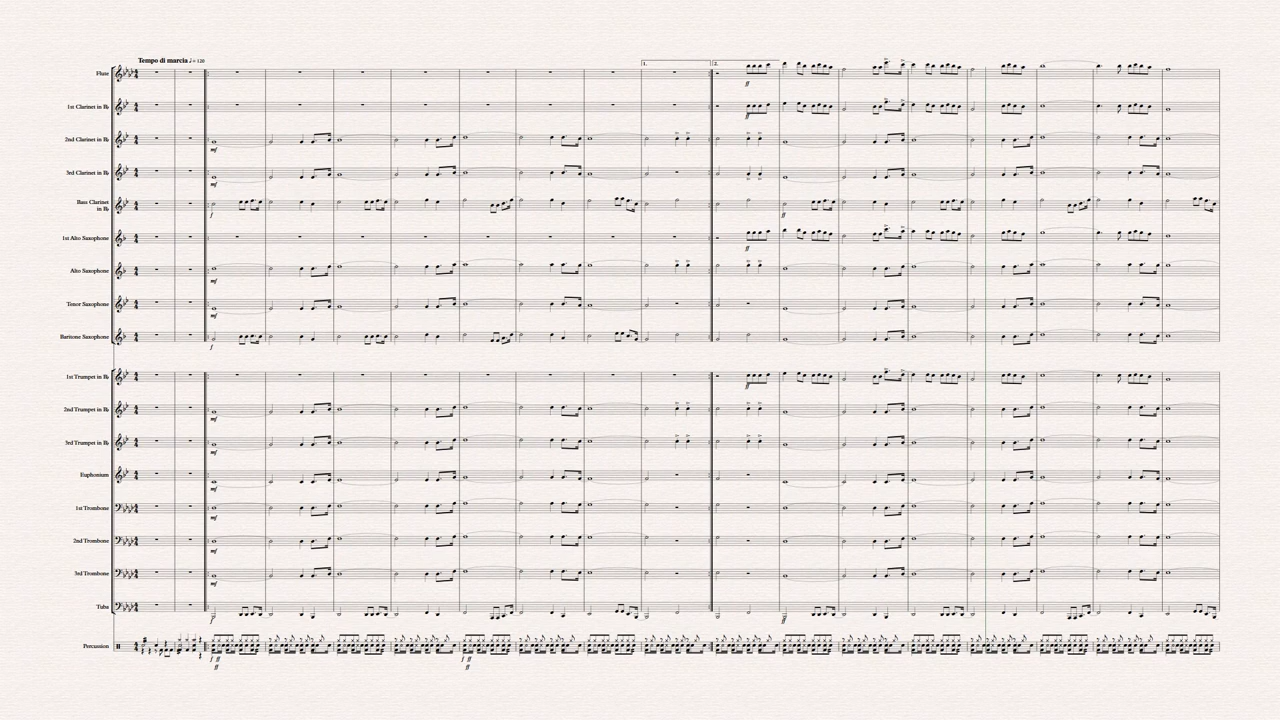 Tempo di marcia ♩ = 120
1.
2.
Flute
1st Clarinet in B♭
2nd Clarinet in B♭
3rd Clarinet in B♭
Bass Clarinet
in B♭
1st Alto Saxophone
Alto Saxophone
Tenor Saxophone
Baritone Saxophone
1st Trumpet in B♭
2nd Trumpet in B♭
3rd Trumpet in B♭
Euphonium
1st Trombone
2nd Trombone
3rd Trombone
Tuba
Percussion